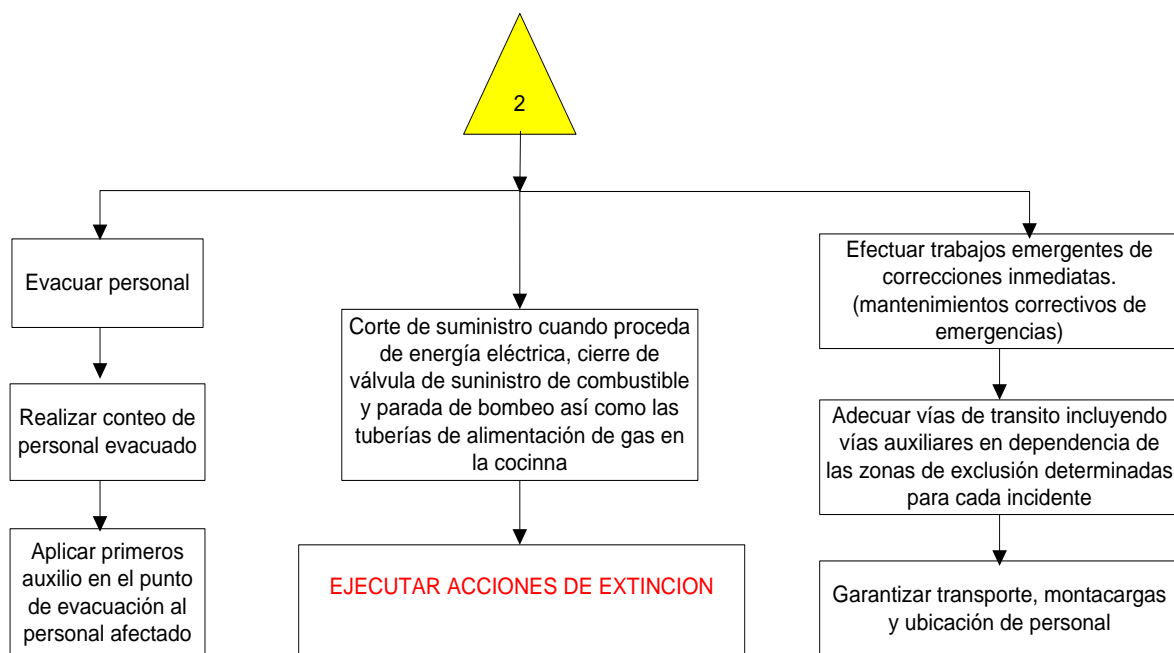 2
Evacuar personal
Realizar conteo de
personal evacuado
Aplicar primeros
auxilio en el punto
de evacuación al
personal afectado
Corte de suministro cuando proceda
de energía eléctrica, cierre de
válvula de suninistro de combustible
y parada de bombeo así como las
tuberías de alimentación de gas en
la cocinna
EJECUTAR ACCIONES DE EXTINCION
Efectuar trabajos emergentes de
correcciones inmediatas.
(mantenimientos correctivos de
emergencias)
Adecuar vías de transito incluyendo
vías auxiliares en dependencia de
las zonas de exclusión determinadas
para cada incidente
Garantizar transporte, montacargas
y ubicación de personal